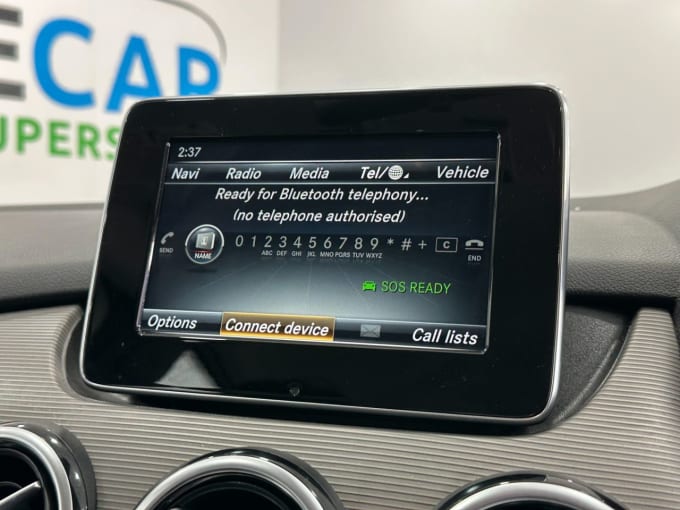 ECAR
UPERS
2:37
Navi Radio Media Tel/ Vehicle
Ready for Bluetooth telephony...
(no telephone authorised)
SEND NAME 0 1 2 3 4 5 6 7 8 9 * # + C END
ABC DEF GHI JKL MNO PQRS TUV WXYZ
SOS READY
Options Connect device Call lists